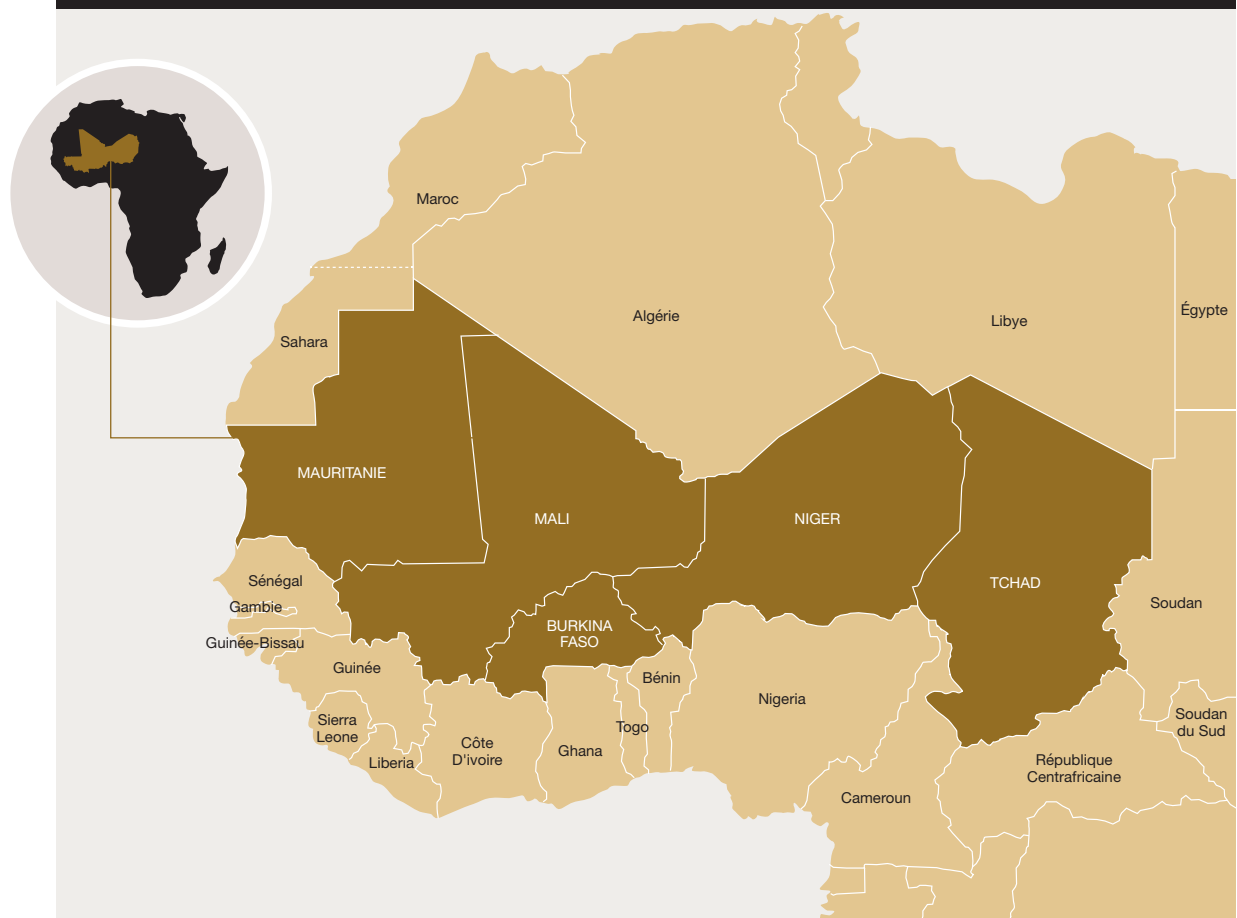 Maroc
Algérie
Libye
Égypte
Sahara
MAURITANIE
MALI
NIGER
TCHAD
Sénégal
Gambie
Guinée-Bissau
Guinée
Sierra
Leone
Liberia
Côte
D'ivoire
BURKINA
FASO
Ghana
Togo
Bénin
Nigeria
Cameroun
République
Centrafricaine
Soudan
Soudan
du Sud